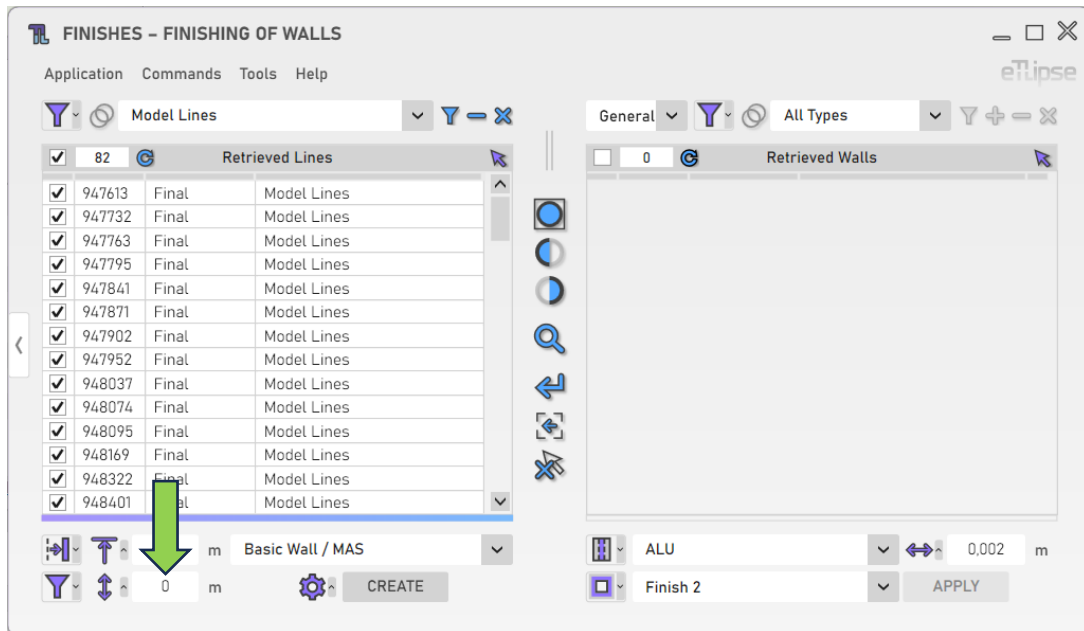 FINISHES – FINISHING OF WALLS
Application Commands Tools Help
eTLipse
Model Lines
General All Types
82 Retrieved Lines
0 Retrieved Walls
947613 Final Model Lines
947732 Final Model Lines
947763 Final Model Lines
947795 Final Model Lines
947841 Final Model Lines
947871 Final Model Lines
947902 Final Model Lines
947952 Final Model Lines
948037 Final Model Lines
948074 Final Model Lines
948095 Final Model Lines
948169 Final Model Lines
948322 Final Model Lines
948401 Model Lines
m Basic Wall / MAS
ALU 0,002 m
0 m CREATE
Finish 2 APPLY